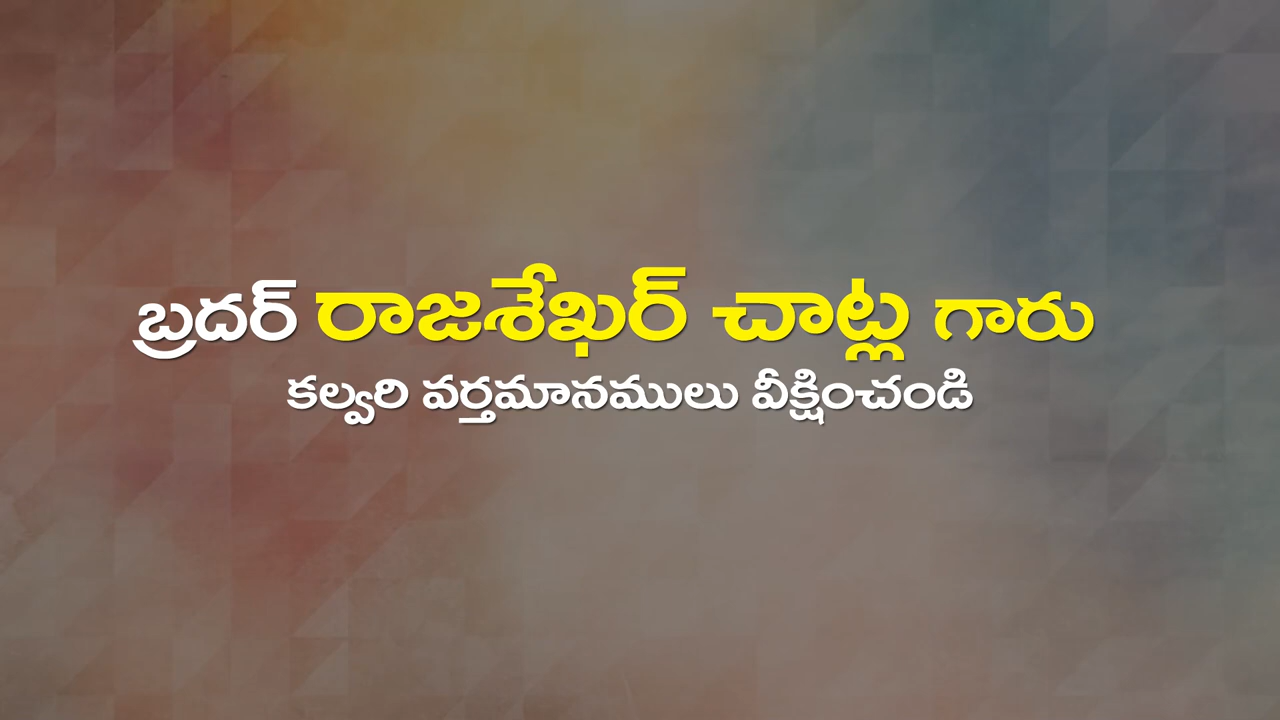 బ్రదర్ రాజశేఖర్ చాట్ల గారు
కల్వరి వర్తమానములు వీక్షించండి